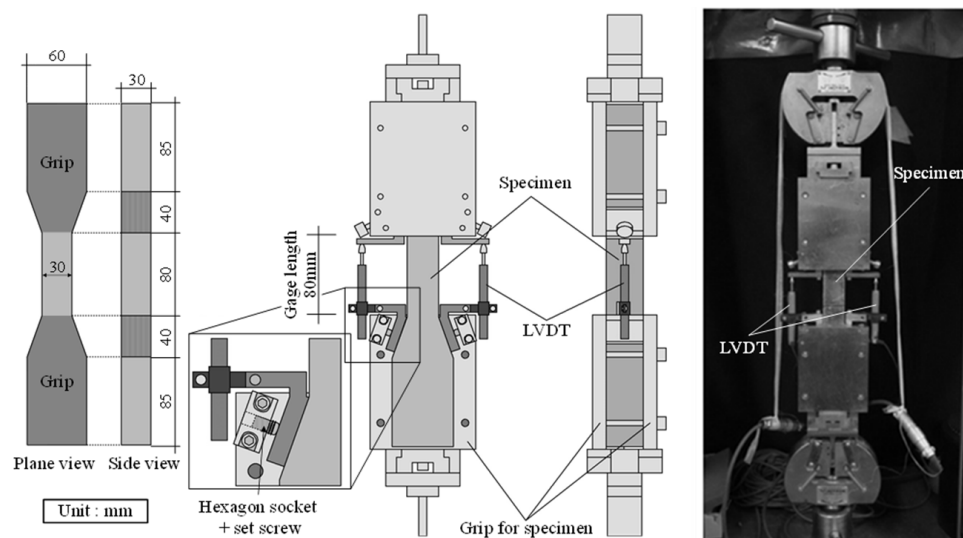 60
30
Grip
85
40
30
80
40
Grip
85
Plane view
Side view
Unit : mm
Gage length
80mm
Specimen
LVDT
Hexagon socket
+ set screw
Grip for specimen
Specimen
LVDT